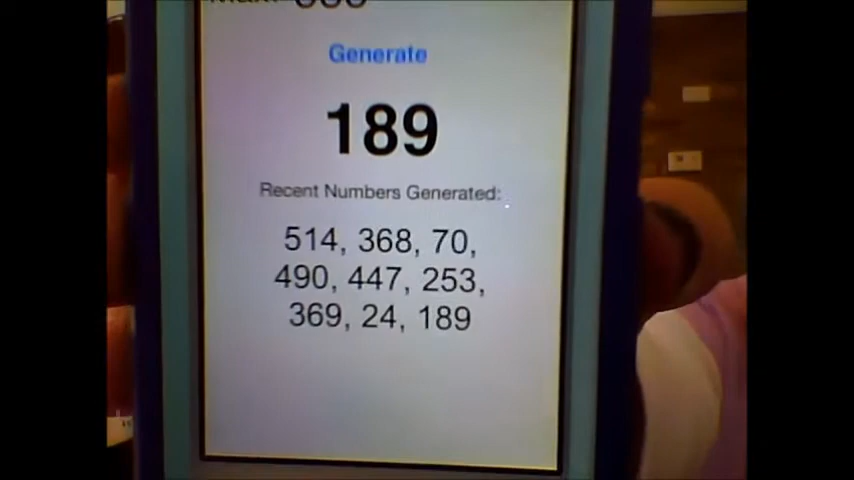 Generate
189
Recent Numbers Generated:
514, 368, 70,
490, 447, 253,
369, 24, 189